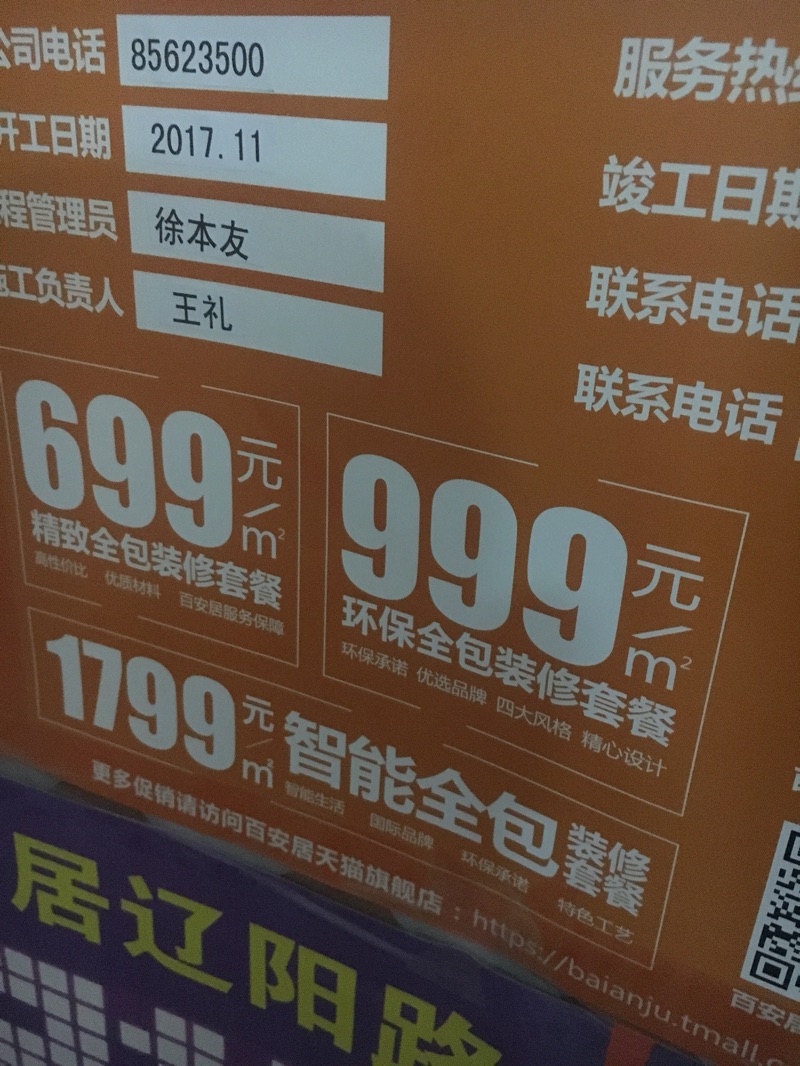 公司电话 85623500
服务热线
开工日期 2017.11
竣工日期
程管理员 徐本友
联系电话
施工负责人 王礼
联系电话
699元/m²
精致全包装修套餐
高性价比 优质材料 百安居服务保障
999元/m²
环保全包装修套餐
环保承诺 优选品牌 四大风格 精心设计
1799元/m² 智能全包 装修套餐
智能生活 国际品牌 环保承诺 特色工艺
更多促销请访问百安居天猫旗舰店：https://baianju.tmall.c
百安居
居辽阳路